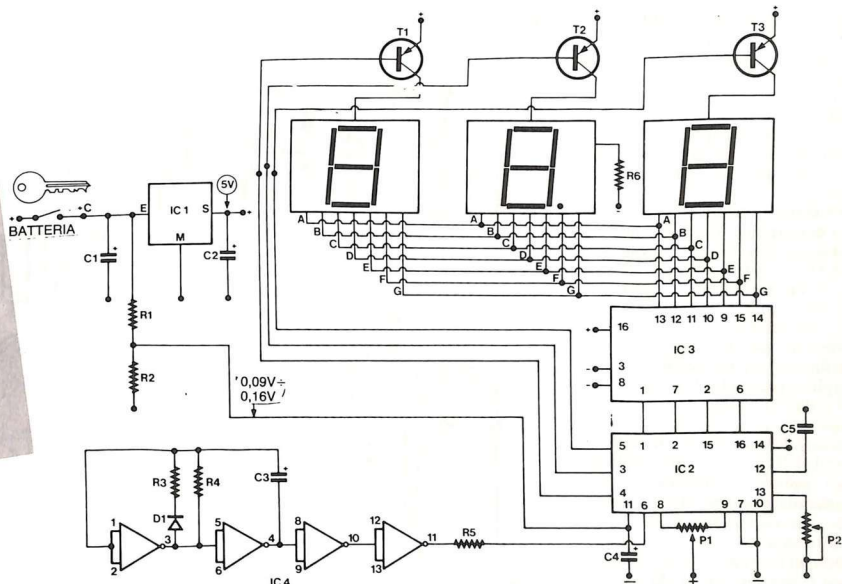 T1
T2
T3
R6
5V
E
IC 1
S
M
+C
BATTERIA
C1
C2
A
B
C
D
E
F
G
A
B
C
D
E
F
G
A
B
C
D
E
F
G
R1
R2
0,09V÷
0,16V
13 12 11 10 9 15 14
16
3
8
IC 3
1 7 2 6
5 1 2 15 16 14
3
4
IC 2
12
13
11 6 8 9 7 10
C5
P1
P2
C4
R3
R4
C3
D1
1
2
3
5
6
4
8
9
10
12
13
11
R5
IC4